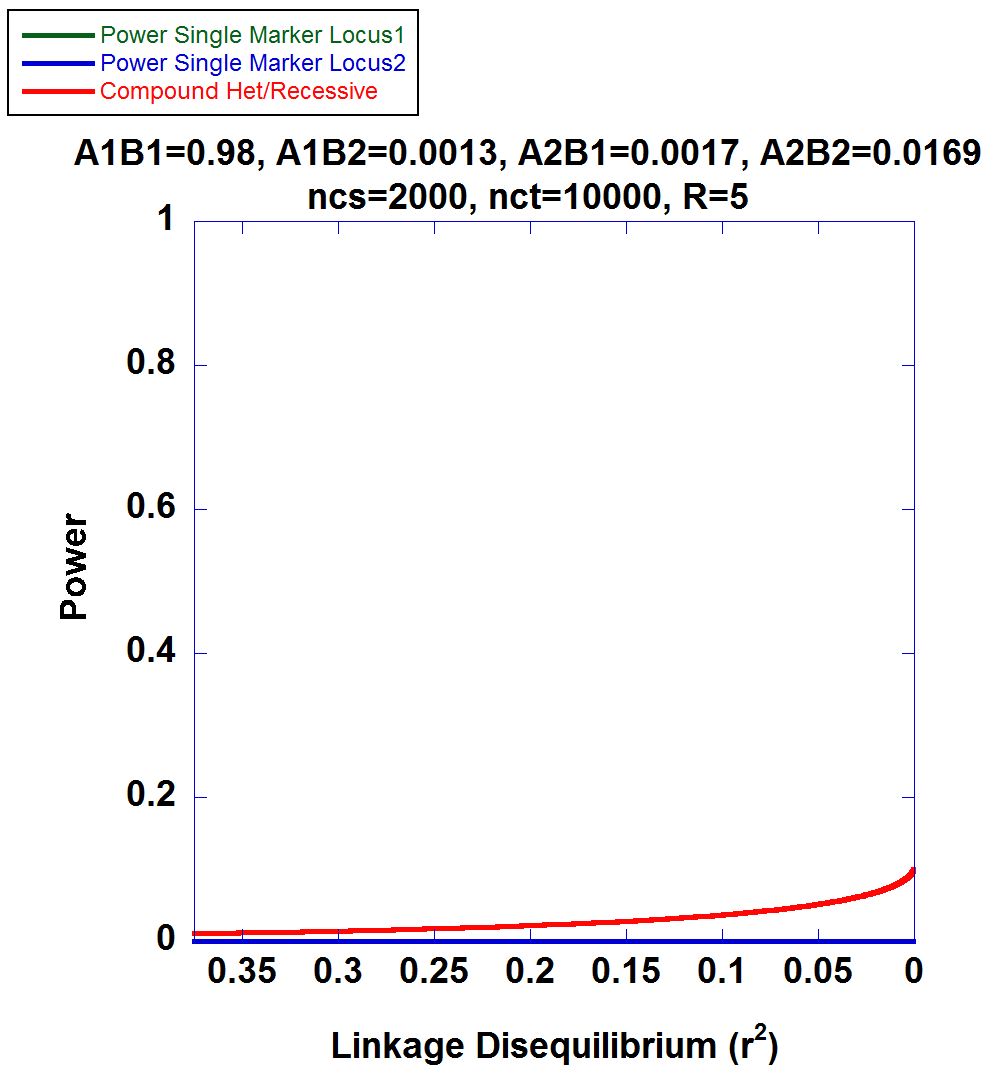 Power Single Marker Locus1
Power Single Marker Locus2
Compound Het/Recessive
A1B1=0.98, A1B2=0.0013, A2B1=0.0017, A2B2=0.0169
ncs=2000, nct=10000, R=5
1
0.8
0.6
0.4
0.2
0
Power
0.35 0.3 0.25 0.2 0.15 0.1 0.05 0
Linkage Disequilibrium (r²)